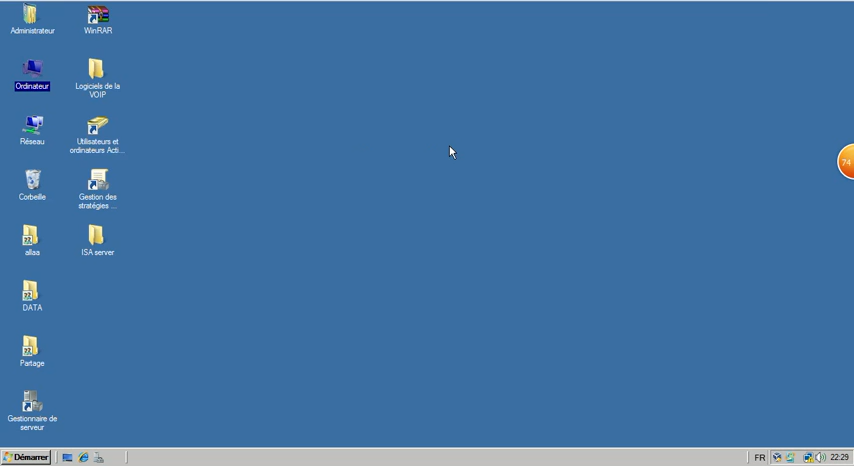 Administrateur
WinRAR
Ordinateur
Logiciels de la
VOIP
Réseau
Utilisateurs et
ordinateurs Acti...
Corbeille
Gestion des
stratégies ...
allaa
ISA server
DATA
Partage
Gestionnaire de
serveur
74
Démarrer
FR
22:29